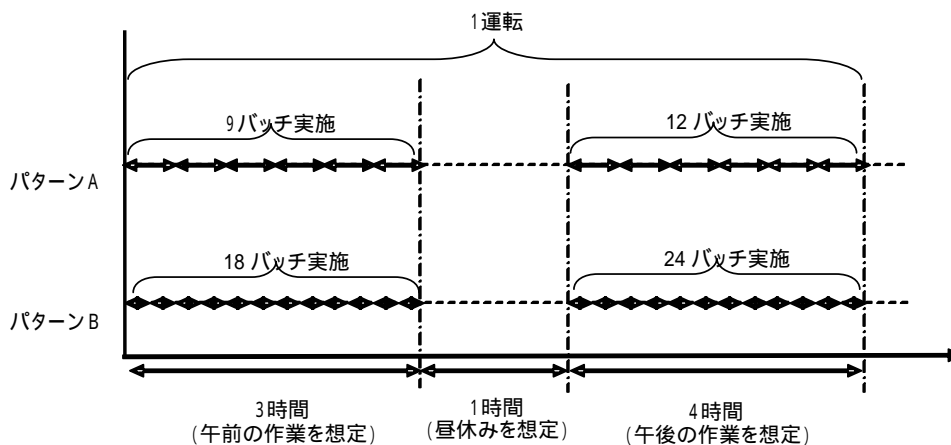 1運転
9バッチ実施
12バッチ実施
パターンA
18バッチ実施
24バッチ実施
パターンB
3時間
(午前の作業を想定)
1時間
(昼休みを想定)
4時間
(午後の作業を想定)